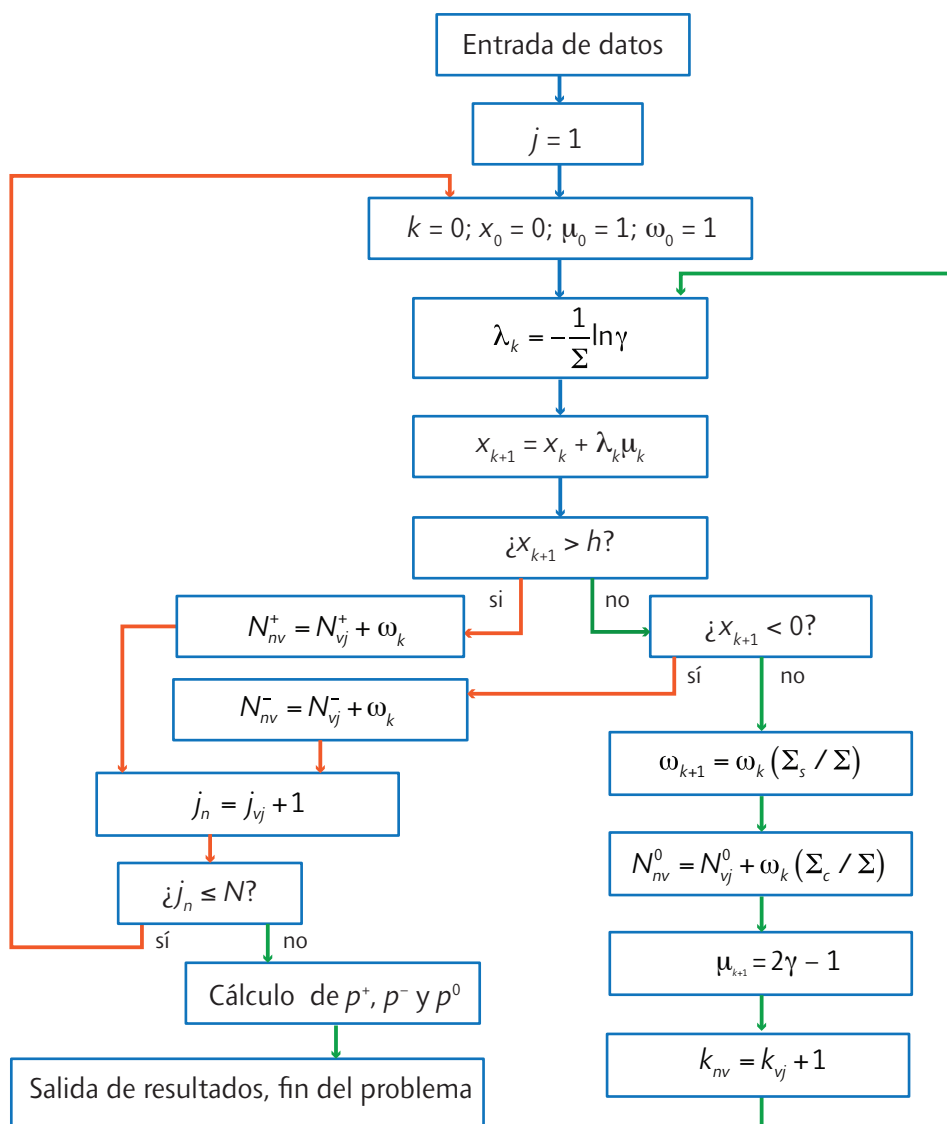 Entrada de datos
j = 1
k = 0; x₀ = 0; μ₀ = 1; ω₀ = 1
λₖ = −(1/Σ) lnγ
xₖ₊₁ = xₖ + λₖμₖ
¿xₖ₊₁ > h?
si no
N⁺ₙᵥ = N⁺ᵥⱼ + ωₖ
¿xₖ₊₁ < 0?
sí no
N⁻ₙᵥ = N⁻ᵥⱼ + ωₖ
ωₖ₊₁ = ωₖ (Σₛ / Σ)
jₙ = jᵥⱼ + 1
N⁰ₙᵥ = N⁰ᵥⱼ + ωₖ (Σ_c / Σ)
¿jₙ ≤ N?
sí no
μₖ₊₁ = 2γ − 1
Cálculo de p⁺, p⁻ y p⁰
kₙᵥ = kᵥⱼ + 1
Salida de resultados, fin del problema